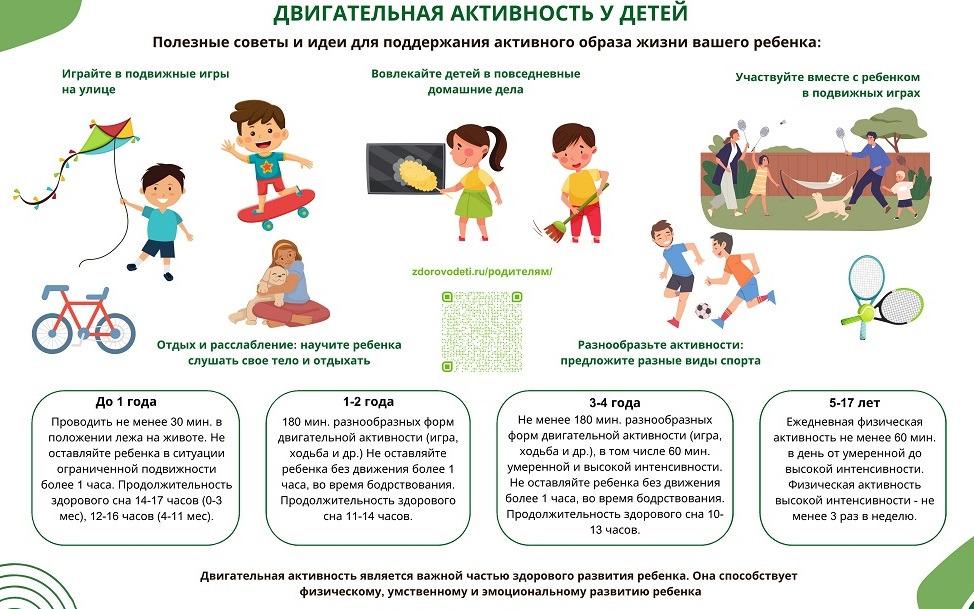 ДВИГАТЕЛЬНАЯ АКТИВНОСТЬ У ДЕТЕЙ
Полезные советы и идеи для поддержания активного образа жизни вашего ребенка:
Играйте в подвижные игры
на улице
Вовлекайте детей в повседневные
домашние дела
Участвуйте вместе с ребенком
в подвижных играх
zdorovodeti.ru/родителям/
Отдых и расслабление: научите ребенка
слушать свое тело и отдыхать
Разнообразьте активности:
предложите разные виды спорта
До 1 года
Проводить не менее 30 мин. в
положении лежа на животе. Не
оставляйте ребенка в ситуации
ограниченной подвижности
более 1 часа. Продолжительность
здорового сна 14-17 часов (0-3
мес), 12-16 часов (4-11 мес).
1-2 года
180 мин. разнообразных форм
двигательной активности (игра,
ходьба и др.) Не оставляйте
ребенка без движения более 1
часа, во время бодрствования.
Продолжительность здорового
сна 11-14 часов.
3-4 года
Не менее 180 мин. разнообразных
форм двигательной активности (игра,
ходьба и др.), в том числе 60 мин.
умеренной и высокой интенсивности.
Не оставляйте ребенка без движения
более 1 часа, во время бодрствования.
Продолжительность здорового сна 10-
13 часов.
5-17 лет
Ежедневная физическая
активность не менее 60 мин.
в день от умеренной до
высокой интенсивности.
Физическая активность
высокой интенсивности - не
менее 3 раз в неделю.
Двигательная активность является важной частью здорового развития ребенка. Она способствует
физическому, умственному и эмоциональному развитию ребенка